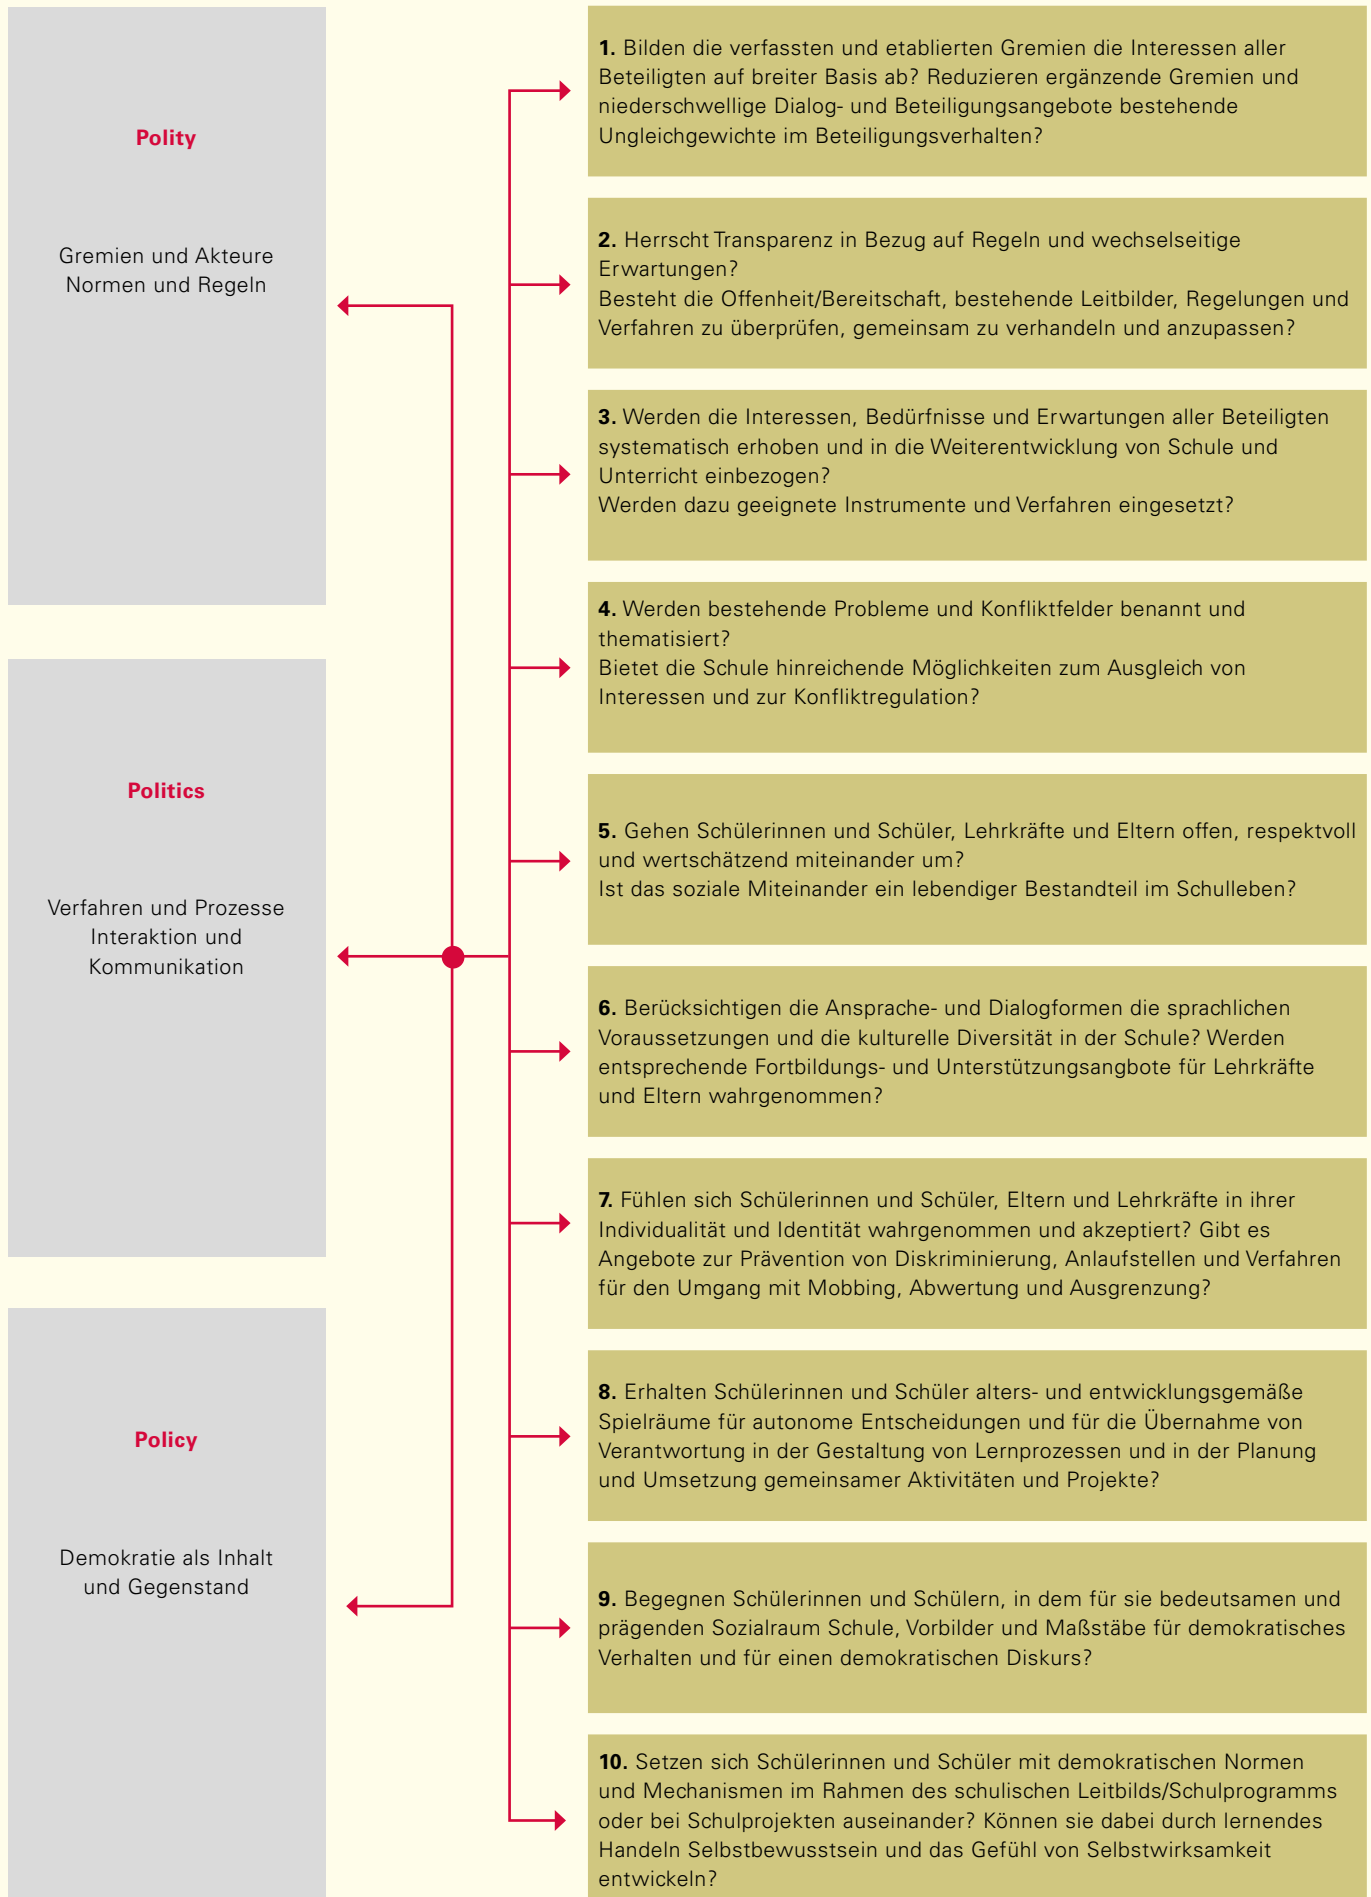 Polity
Gremien und Akteure
Normen und Regeln
Politics
Verfahren und Prozesse
Interaktion und
Kommunikation
Policy
Demokratie als Inhalt
und Gegenstand
1. Bilden die verfassten und etablierten Gremien die Interessen aller
Beteiligten auf breiter Basis ab? Reduzieren ergänzende Gremien und
niederschwellige Dialog- und Beteiligungsangebote bestehende
Ungleichgewichte im Beteiligungsverhalten?
2. Herrscht Transparenz in Bezug auf Regeln und wechselseitige
Erwartungen?
Besteht die Offenheit/Bereitschaft, bestehende Leitbilder, Regelungen und
Verfahren zu überprüfen, gemeinsam zu verhandeln und anzupassen?
3. Werden die Interessen, Bedürfnisse und Erwartungen aller Beteiligten
systematisch erhoben und in die Weiterentwicklung von Schule und
Unterricht einbezogen?
Werden dazu geeignete Instrumente und Verfahren eingesetzt?
4. Werden bestehende Probleme und Konfliktfelder benannt und
thematisiert?
Bietet die Schule hinreichende Möglichkeiten zum Ausgleich von
Interessen und zur Konfliktregulation?
5. Gehen Schülerinnen und Schüler, Lehrkräfte und Eltern offen, respektvoll
und wertschätzend miteinander um?
Ist das soziale Miteinander ein lebendiger Bestandteil im Schulleben?
6. Berücksichtigen die Ansprache- und Dialogformen die sprachlichen
Voraussetzungen und die kulturelle Diversität in der Schule? Werden
entsprechende Fortbildungs- und Unterstützungsangbote für Lehrkräfte
und Eltern wahrgenommen?
7. Fühlen sich Schülerinnen und Schüler, Eltern und Lehrkräfte in ihrer
Individualität und Identität wahrgenommen und akzeptiert? Gibt es
Angebote zur Prävention von Diskriminierung, Anlaufstellen und Verfahren
für den Umgang mit Mobbing, Abwertung und Ausgrenzung?
8. Erhalten Schülerinnen und Schüler alters- und entwicklungsgemäße
Spielräume für autonome Entscheidungen und für die Übernahme von
Verantwortung in der Gestaltung von Lernprozessen und in der Planung
und Umsetzung gemeinsamer Aktivitäten und Projekte?
9. Begegnen Schülerinnen und Schülern, in dem für sie bedeutsamen und
prägenden Sozialraum Schule, Vorbilder und Maßstäbe für demokratisches
Verhalten und für einen demokratischen Diskurs?
10. Setzen sich Schülerinnen und Schüler mit demokratischen Normen
und Mechanismen im Rahmen des schulischen Leitbilds/Schulprogramms
oder bei Schulprojekten auseinander? Können sie dabei durch lernendes
Handeln Selbstbewusstsein und das Gefühl von Selbstwirksamkeit
entwickeln?